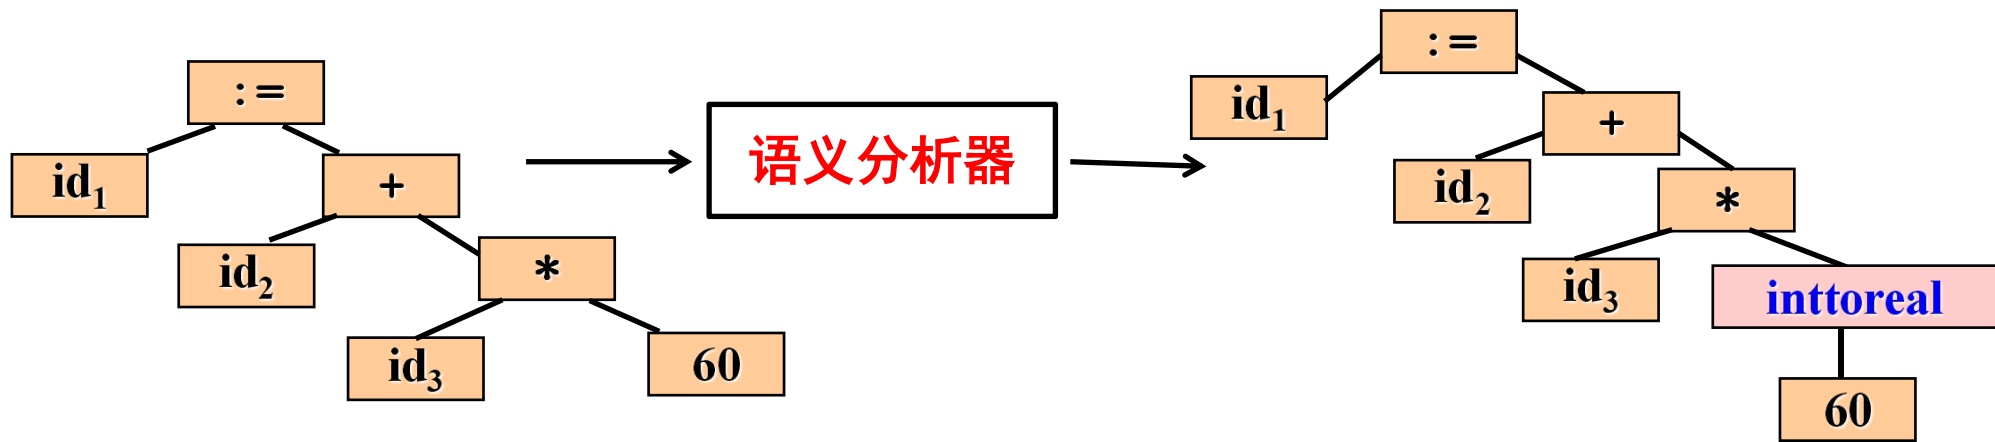 :=
id₁
+
id₂
*
id₃
60
语义分析器
:=
id₁
+
id₂
*
id₃
inttoreal
60